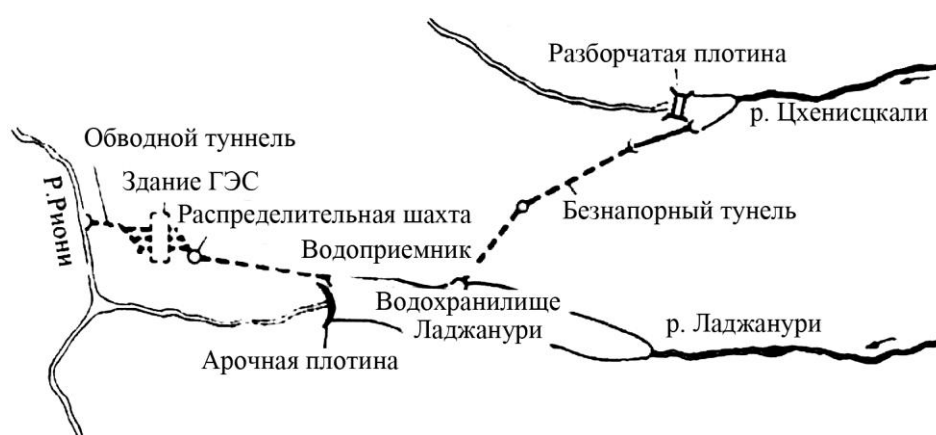 Разборчатая плотина
р. Цхенисцкали
Обводной туннель
Здание ГЭС
Р.Риони
Распределительная шахта
Безнапорный тунель
Водоприемник
Водохранилище
Ладжанури
р. Ладжанури
Арочная плотина